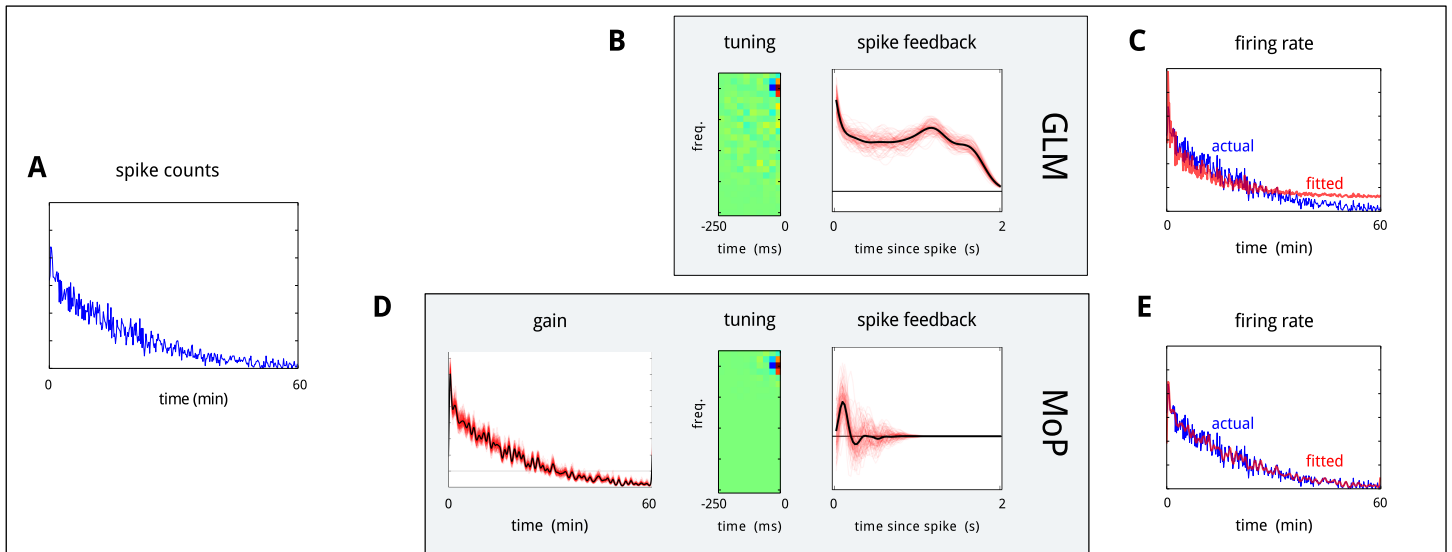 A
spike counts
0
60
time (min)
B
tuning
spike feedback
freq.
-250
0
time (ms)
0
2
time since spike (s)
GLM
C
firing rate
actual
fitted
0
60
time (min)
D
gain
tuning
spike feedback
0
60
time (min)
freq.
-250
0
time (ms)
0
2
time since spike (s)
MoP
E
firing rate
actual
fitted
0
60
time (min)